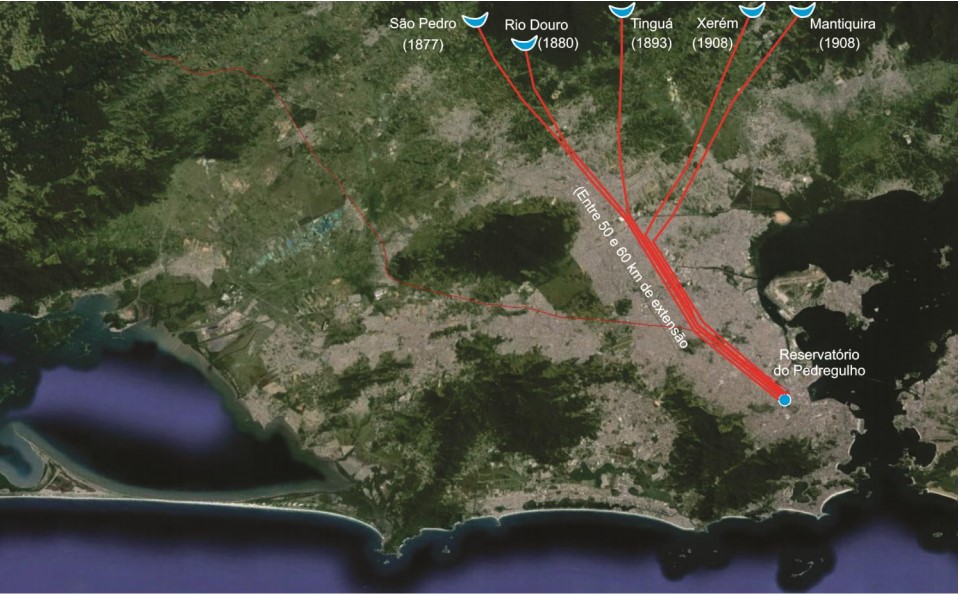 São Pedro
(1877)
Rio Douro
(1880)
Tinguá
(1893)
Xerém
(1908)
Mantiquira
(1908)
(Entre 50 e 60 km de extensão
Reservatório
do Pedregulho